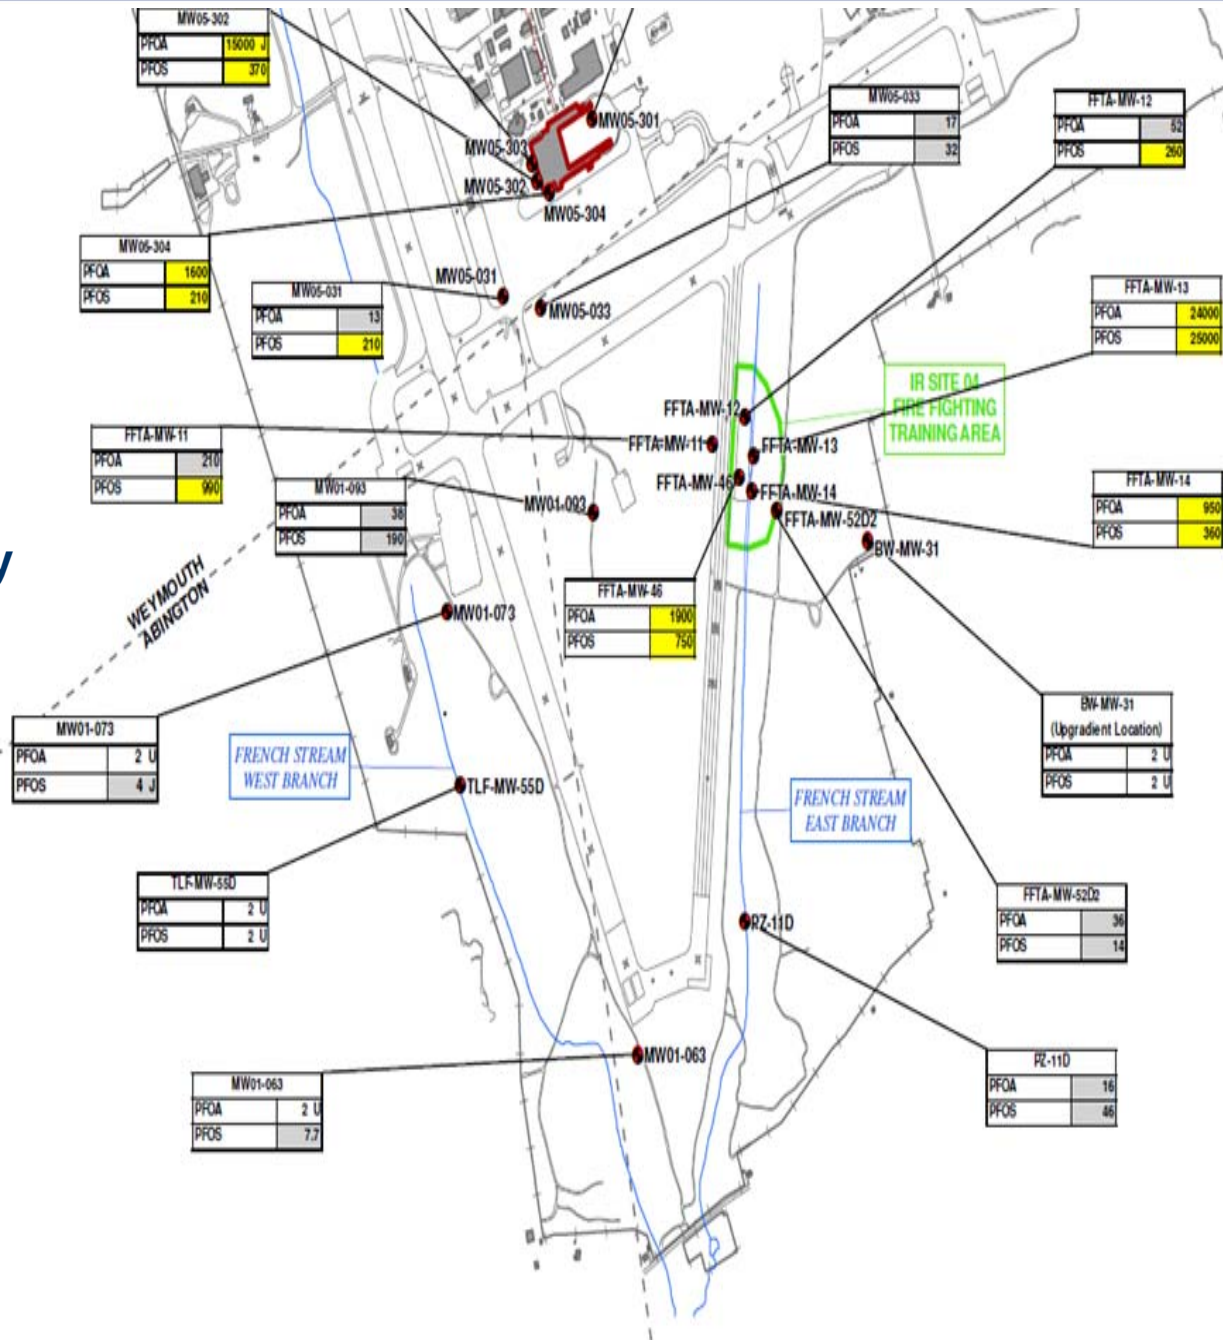 MW05-302
PFOA 15000 J
PFOS 370
MW05-301
MW05-303
MW05-302
MW05-304
MW05-033
PFOA 17
PFOS 32
FFTA-MW-12
PFOA 52
PFOS 260
MW05-304
PFOA 1600
PFOS 210
MW05-031
PFOA 13
PFOS 210
MW05-031
MW05-033
FFTA-MW-13
PFOA 24000
PFOS 25000
IR SITE 04
FIRE FIGHTING
TRAINING AREA
FFTA-MW-12
FFTA-MW-11
FFTA-MW-13
FFTA-MW-46
FFTA-MW-14
FFTA-MW-52D2
BW-MW-31
FFTA-MW-11
PFOA 210
PFOS 990
MW01-093
PFOA 38
PFOS 190
MW01-093
FFTA-MW-14
PFOA 950
PFOS 360
y
WEYMOUTH
ABINGTON
FFTA-MW-46
PFOA 1900
PFOS 750
MW01-073
MW01-073
PFOA 2 U
PFOS 4 J
FRENCH STREAM
WEST BRANCH
TLF-MW-55D
BW-MW-31
(Upgradient Location)
PFOA 2 U
PFOS 2 U
FRENCH STREAM
EAST BRANCH
TLF-MW-55D
PFOA 2 U
PFOS 2 U
FFTA-MW-52D2
PFOA 36
PFOS 14
PZ-11D
MW01-063
PZ-11D
PFOA 16
PFOS 46
MW01-063
PFOA 2 U
PFOS 7.7